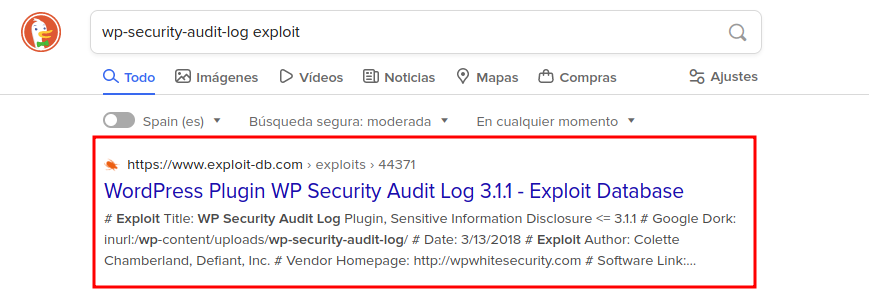 wp-security-audit-log exploit
Todo Imágenes Vídeos Noticias Mapas Compras Ajustes
Spain (es) Búsqueda segura: moderada En cualquier momento
https://www.exploit-db.com › exploits › 44371
WordPress Plugin WP Security Audit Log 3.1.1 - Exploit Database
# Exploit Title: WP Security Audit Log Plugin, Sensitive Information Disclosure <= 3.1.1 # Google Dork:
inurl:/wp-content/uploads/wp-security-audit-log/ # Date: 3/13/2018 # Exploit Author: Colette
Chamberland, Defiant, Inc. # Vendor Homepage: http://wpwhitesecurity.com # Software Link:...